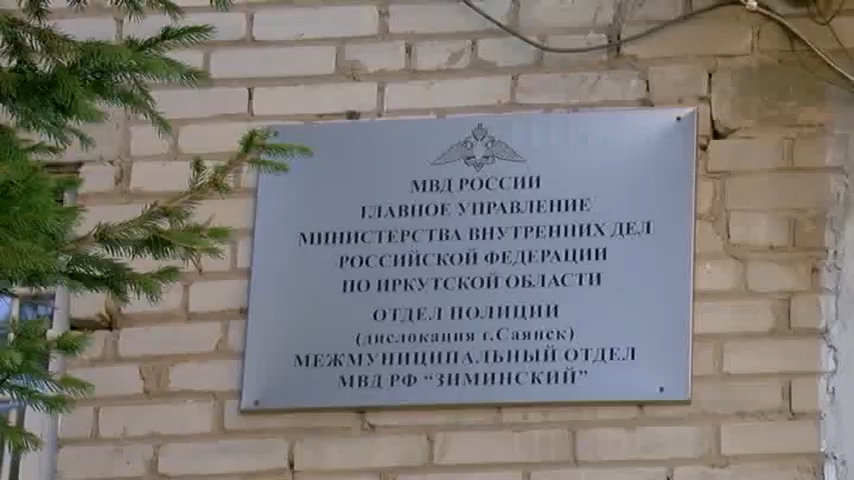 МВД РОССИИ
ГЛАВНОЕ УПРАВЛЕНИЕ
МИНИСТЕРСТВА ВНУТРЕННИХ ДЕЛ
РОССИЙСКОЙ ФЕДЕРАЦИИ
ПО ИРКУТСКОЙ ОБЛАСТИ
ОТДЕЛ ПОЛИЦИИ
(дислокация г.Саянск)
МЕЖМУНИЦИПАЛЬНЫЙ ОТДЕЛ
МВД РФ “ЗИМИНСКИЙ”